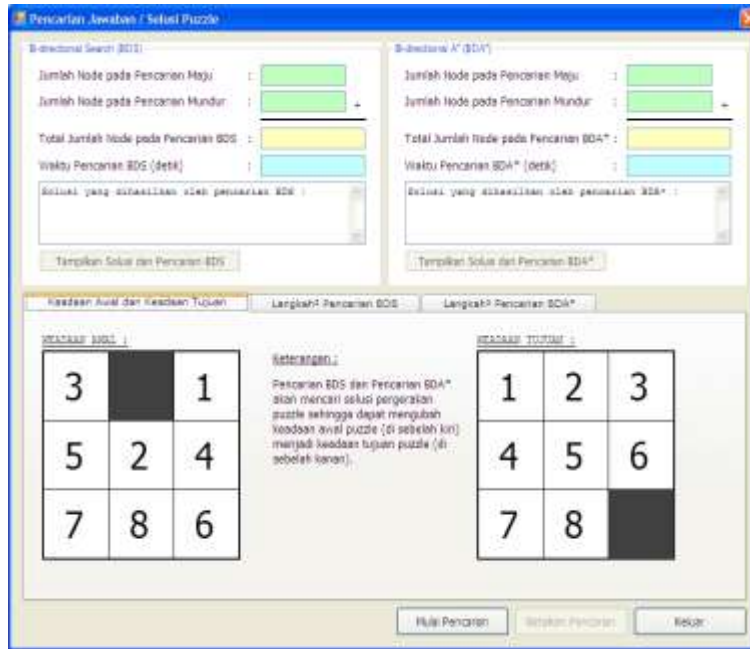 Pencarian Jawaban / Solusi Puzzle
Bi-directional Search (BDS)
Jumlah Node pada Pencarian Maju :
Jumlah Node pada Pencarian Mundur : +
Total Jumlah Node pada Pencarian BDS :
Waktu Pencarian BDS (detik) :
Solusi yang dihasilkan oleh pencarian BDS :
Tampilkan Solusi dari Pencarian BDS
Bi-directional A* (BDA*)
Jumlah Node pada Pencarian Maju :
Jumlah Node pada Pencarian Mundur : +
Total Jumlah Node pada Pencarian BDA* :
Waktu Pencarian BDA* (detik) :
Solusi yang dihasilkan oleh pencarian BDA* :
Tampilkan Solusi dari Pencarian BDA*
Keadaan Awal dan Keadaan Tujuan
Langkah² Pencarian BDS
Langkah² Pencarian BDA*
KEADAAN AWAL :
3 1
5 2 4
7 8 6
Keterangan :
Pencarian BDS dan Pencarian BDA*
akan mencari solusi pergerakan
puzzle sehingga dapat mengubah
keadaan awal puzzle (di sebelah kiri)
menjadi keadaan tujuan puzzle (di
sebelah kanan).
KEADAAN TUJUAN :
1 2 3
4 5 6
7 8
Mulai Pencarian
Pencarian
Keluar